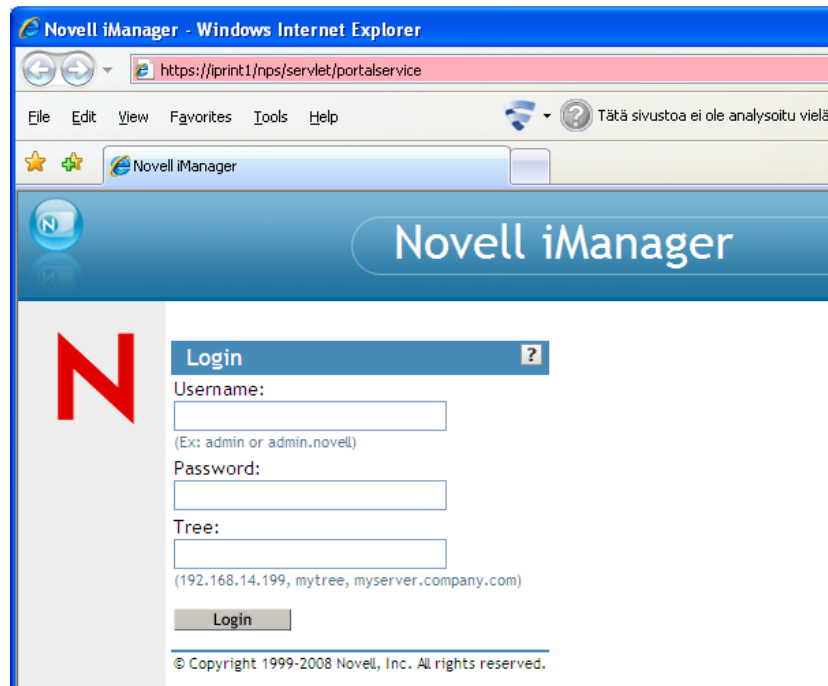 Novell iManager - Windows Internet Explorer
https://iprint1/nps/servlet/portalservice
File Edit View Favorites Tools Help
Tätä sivustoa ei ole analysoitu vielä
Novell iManager
N
Novell iManager
N
Login ?
Username:
(Ex: admin or admin.novell)
Password:
Tree:
(192.168.14.199, mytree, myserver.company.com)
Login
© Copyright 1999-2008 Novell, Inc. All rights reserved.